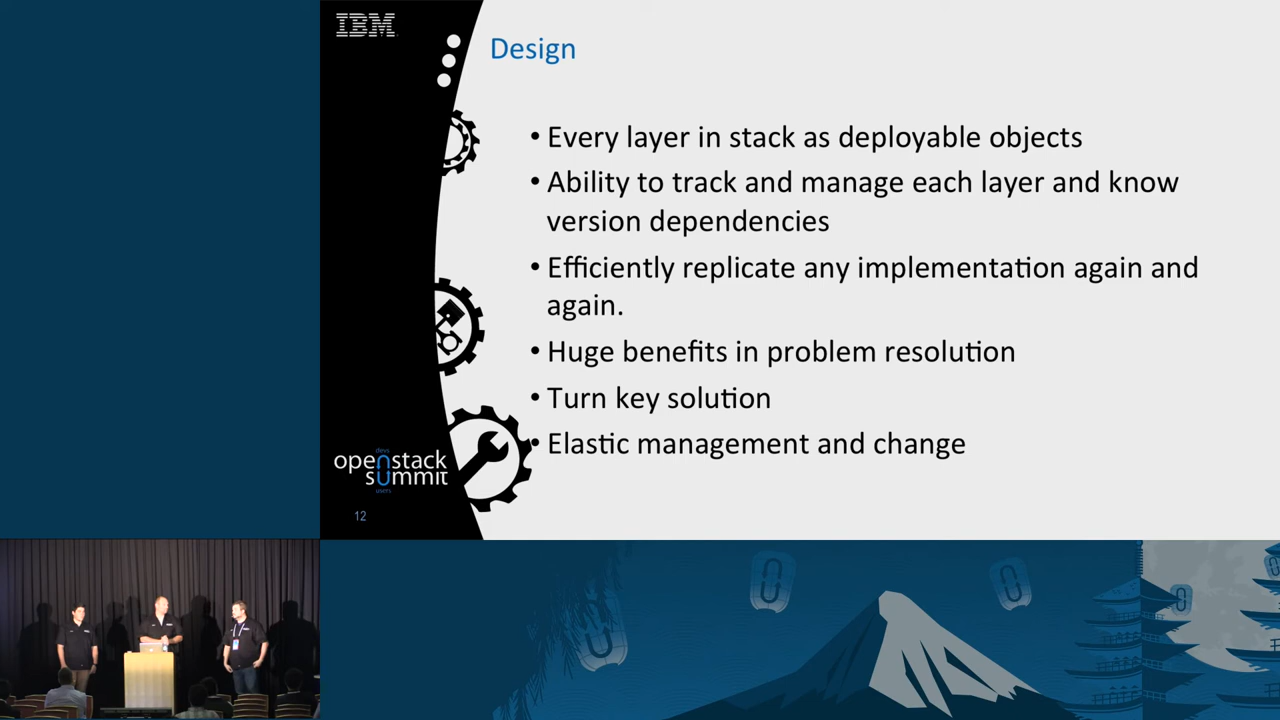 IBM
Design
• Every layer in stack as deployable objects
• Ability to track and manage each layer and know
version dependencies
• Efficiently replicate any implementation again and
again.
• Huge benefits in problem resolution
• Turn key solution
• Elastic management and change
devs
openstack
summit
users
12